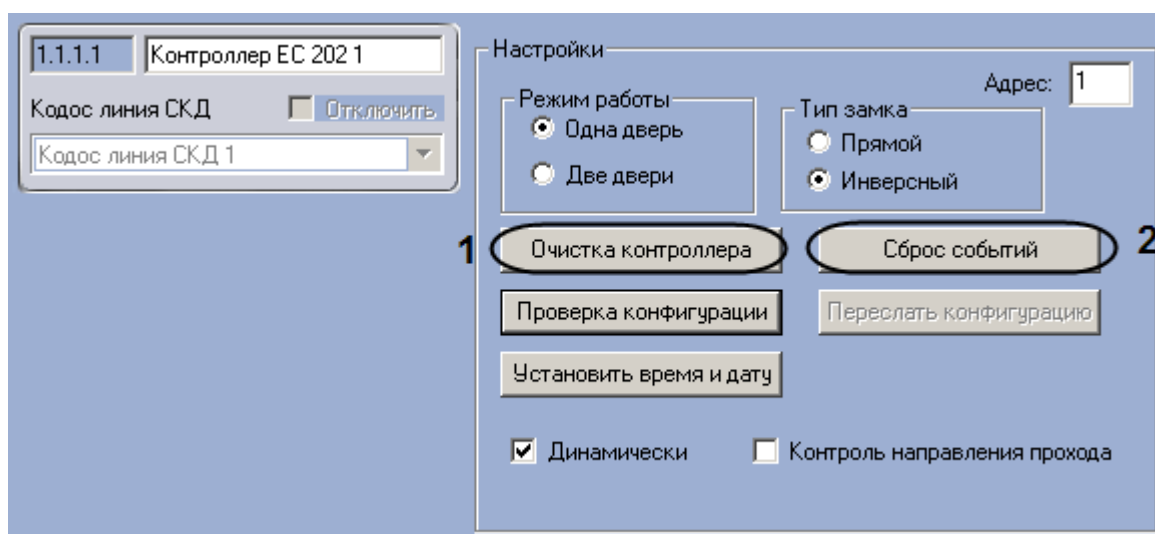 1.1.1.1 Контроллер ЕС 202 1
Кодос линия СКД Отключить
Кодос линия СКД 1
Настройки
Адрес: 1
Режим работы
Одна дверь
Две двери
Тип замка
Прямой
Инверсный
1 Очистка контроллера Сброс событий 2
Проверка конфигурации Переслать конфигурацию
Установить время и дату
Динамически Контроль направления прохода